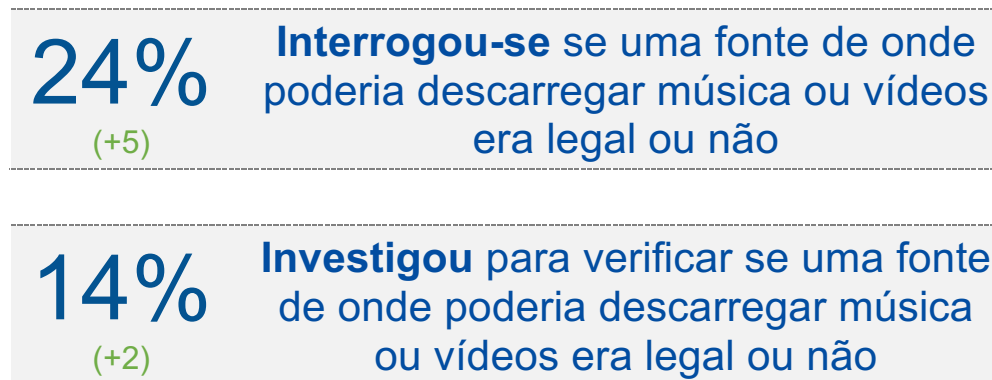 24%
(+5)
Interrogou-se se uma fonte de onde
poderia descarregar música ou vídeos
era legal ou não
14%
(+2)
Investigou para verificar se uma fonte
de onde poderia descarregar música
ou vídeos era legal ou não